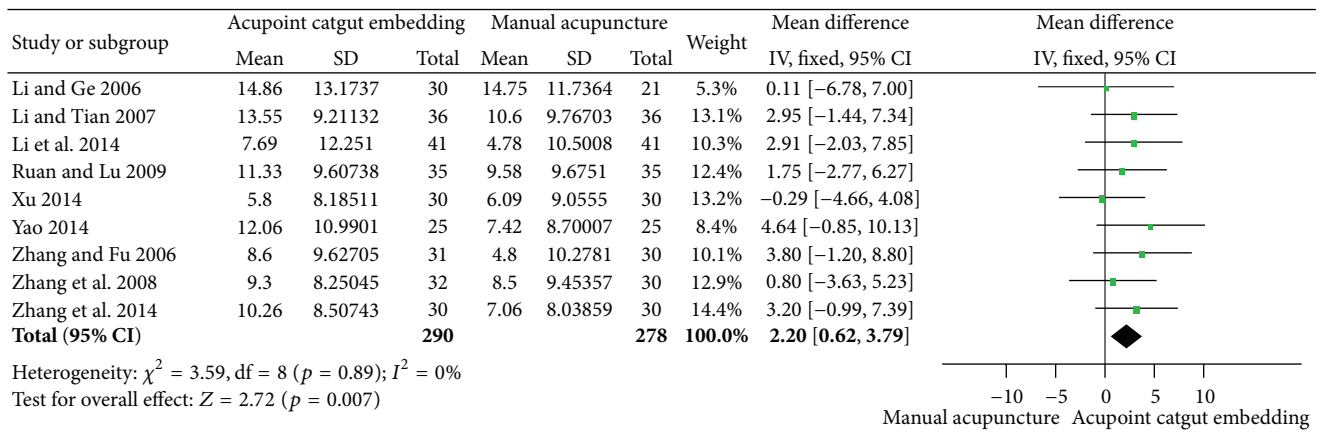 Acupoint catgut embedding Manual acupuncture Mean difference Mean difference
Study or subgroup Weight
Mean SD Total Mean SD Total IV, fixed, 95% CI IV, fixed, 95% CI
Li and Ge 2006 14.86 13.1737 30 14.75 11.7364 21 5.3% 0.11 [−6.78, 7.00]
Li and Tian 2007 13.55 9.21132 36 10.6 9.76703 36 13.1% 2.95 [−1.44, 7.34]
Li et al. 2014 7.69 12.251 41 4.78 10.5008 41 10.3% 2.91 [−2.03, 7.85]
Ruan and Lu 2009 11.33 9.60738 35 9.58 9.6751 35 12.4% 1.75 [−2.77, 6.27]
Xu 2014 5.8 8.18511 30 6.09 9.0555 30 13.2% −0.29 [−4.66, 4.08]
Yao 2014 12.06 10.9901 25 7.42 8.70007 25 8.4% 4.64 [−0.85, 10.13]
Zhang and Fu 2006 8.6 9.62705 31 4.8 10.2781 30 10.1% 3.80 [−1.20, 8.80]
Zhang et al. 2008 9.3 8.25045 32 8.5 9.45357 30 12.9% 0.80 [−3.63, 5.23]
Zhang et al. 2014 10.26 8.50743 30 7.06 8.03859 30 14.4% 3.20 [−0.99, 7.39]
Total (95% CI) 290 278 100.0% 2.20 [0.62, 3.79]
Heterogeneity: χ² = 3.59, df = 8 (p = 0.89); I² = 0%
Test for overall effect: Z = 2.72 (p = 0.007)
−10 −5 0 5 10
Manual acupuncture Acupoint catgut embedding